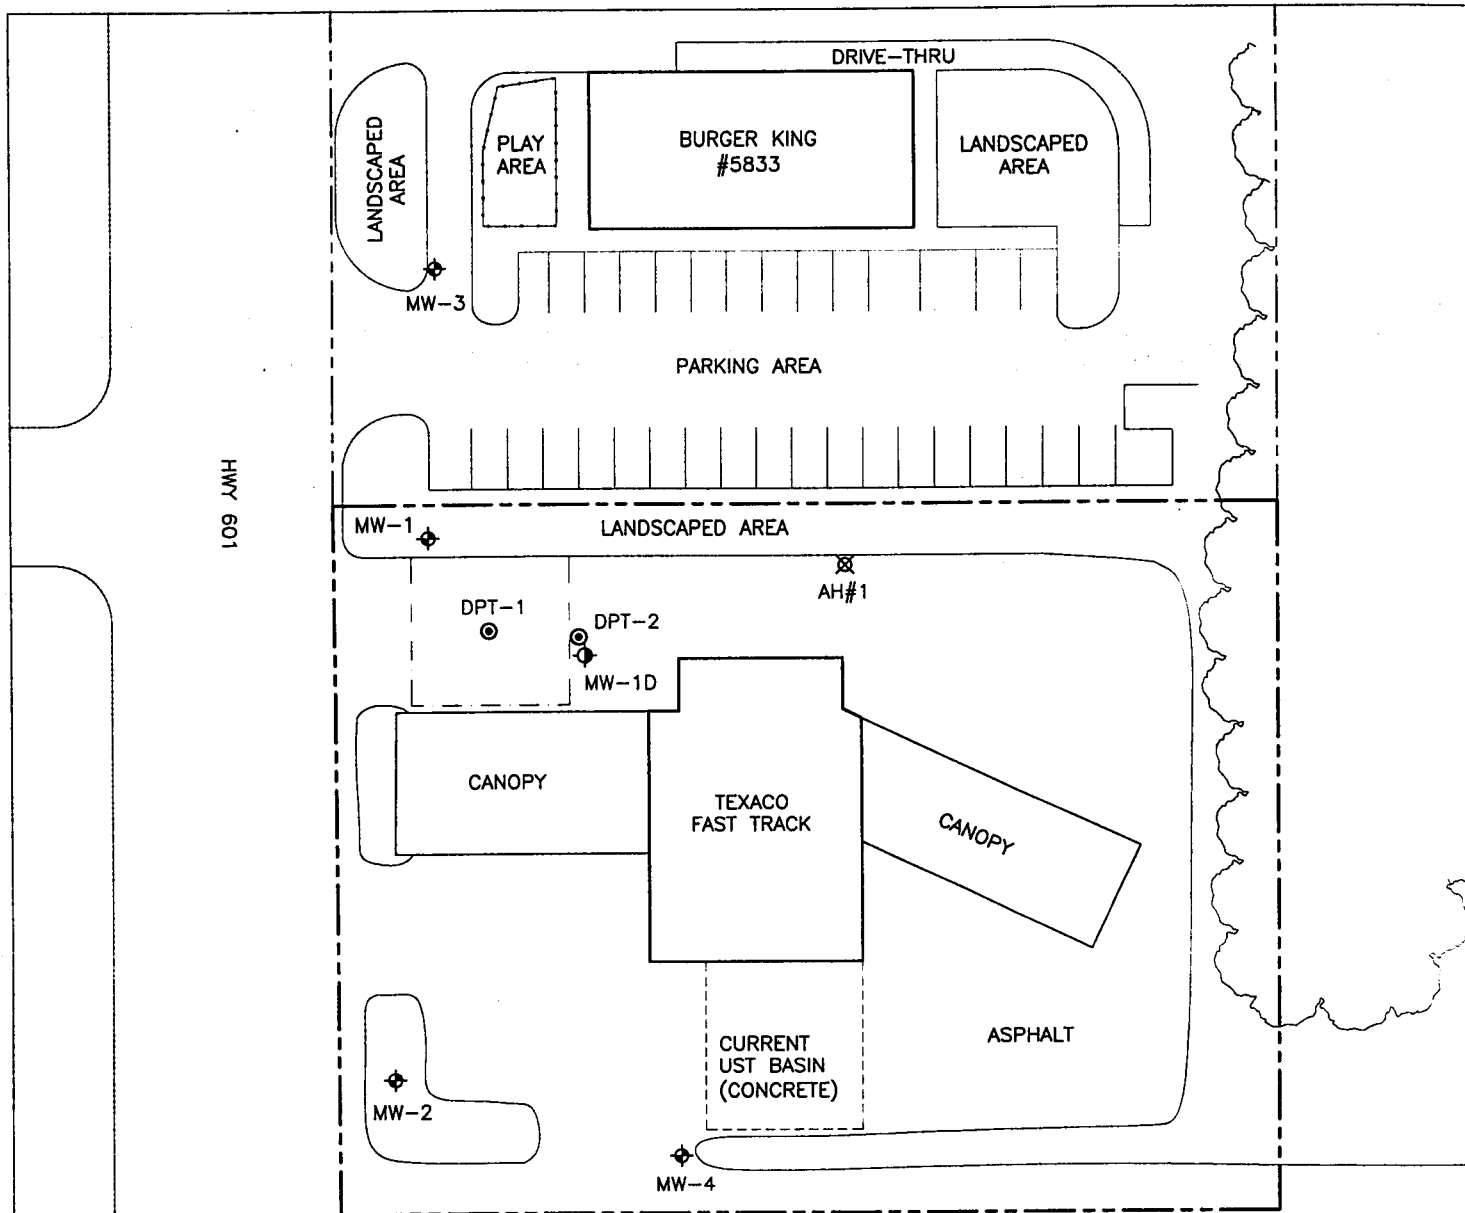 DRIVE-THRU
LANDSCAPED
AREA
PLAY
AREA
BURGER KING
#5833
LANDSCAPED
AREA
MW-3
PARKING AREA
HWY 601
MW-1
LANDSCAPED AREA
AH#1
DPT-1
DPT-2
MW-1D
CANOPY
TEXACO
FAST TRACK
CANOPY
CURRENT
UST BASIN
(CONCRETE)
ASPHALT
MW-2
MW-4